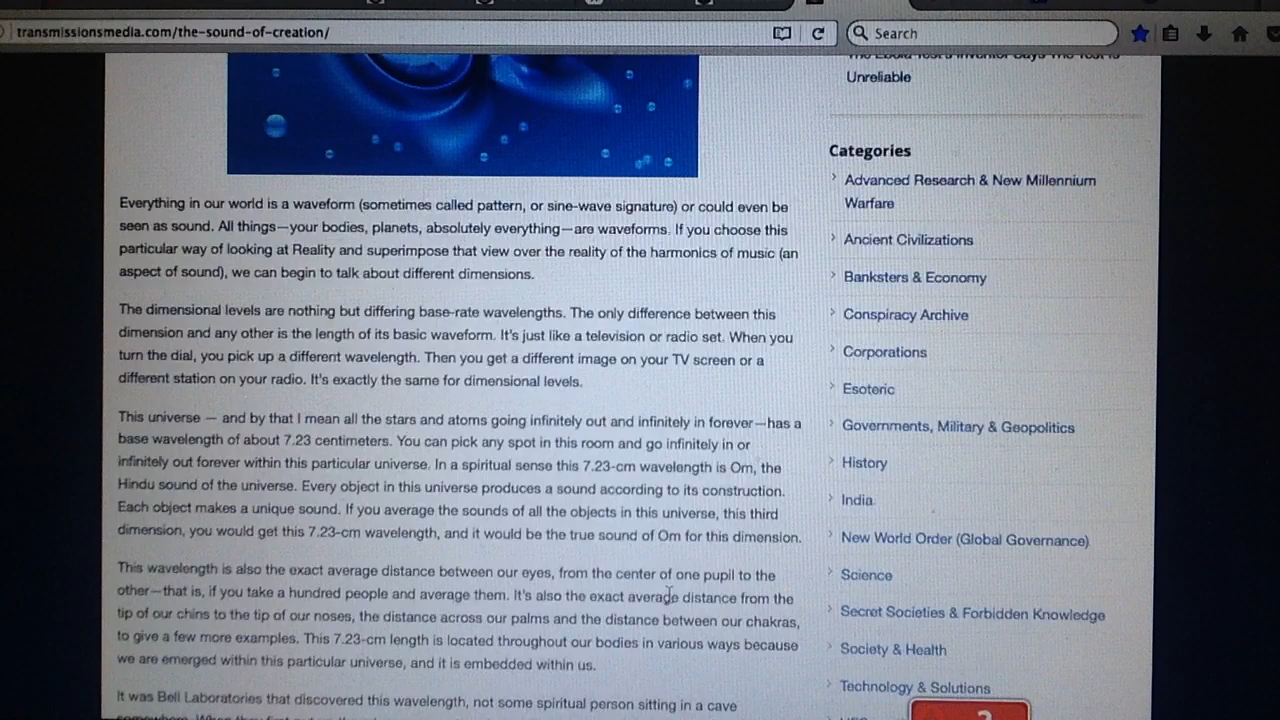 transmissionsmedia.com/the-sound-of-creation/
Search
Unreliable
Categories
Advanced Research & New Millennium
Warfare
Ancient Civilizations
Banksters & Economy
Conspiracy Archive
Corporations
Esoteric
Governments, Military & Geopolitics
History
India
New World Order (Global Governance)
Science
Secret Societies & Forbidden Knowledge
Society & Health
Technology & Solutions
Everything in our world is a waveform (sometimes called pattern, or sine-wave signature) or could even be
seen as sound. All things—your bodies, planets, absolutely everything—are waveforms. If you choose this
particular way of looking at Reality and superimpose that view over the reality of the harmonics of music (an
aspect of sound), we can begin to talk about different dimensions.
The dimensional levels are nothing but differing base-rate wavelengths. The only difference between this
dimension and any other is the length of its basic waveform. It's just like a television or radio set. When you
turn the dial, you pick up a different wavelength. Then you get a different image on your TV screen or a
different station on your radio. It's exactly the same for dimensional levels.
This universe — and by that I mean all the stars and atoms going infinitely out and infinitely in forever—has a
base wavelength of about 7.23 centimeters. You can pick any spot in this room and go infinitely in or
infinitely out forever within this particular universe. In a spiritual sense this 7.23-cm wavelength is Om, the
Hindu sound of the universe. Every object in this universe produces a sound according to its construction.
Each object makes a unique sound. If you average the sounds of all the objects in this universe, this third
dimension, you would get this 7.23-cm wavelength, and it would be the true sound of Om for this dimension.
This wavelength is also the exact average distance between our eyes, from the center of one pupil to the
other—that is, if you take a hundred people and average them. It's also the exact average distance from the
tip of our chins to the tip of our noses, the distance across our palms and the distance between our chakras,
to give a few more examples. This 7.23-cm length is located throughout our bodies in various ways because
we are emerged within this particular universe, and it is embedded within us.
It was Bell Laboratories that discovered this wavelength, not some spiritual person sitting in a cave